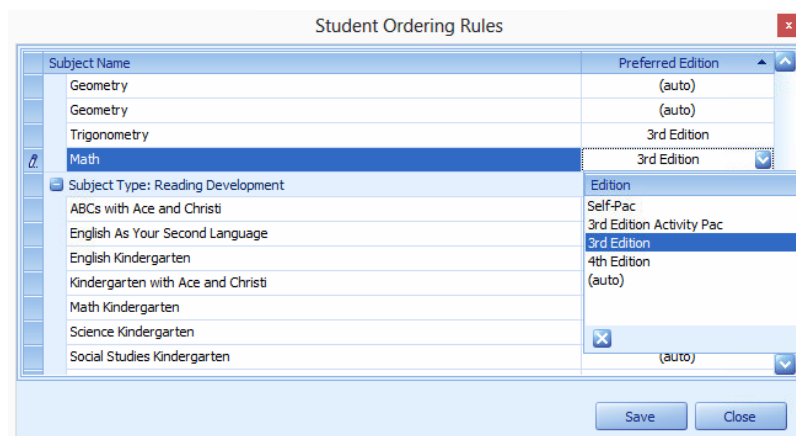 Student Ordering Rules
x
Subject Name Preferred Edition
Geometry (auto)
Geometry (auto)
Trigonometry 3rd Edition
Math 3rd Edition
Subject Type: Reading Development
Edition
ABCs with Ace and Christi
Self-Pac
English As Your Second Language
3rd Edition Activity Pac
English Kindergarten
3rd Edition
4th Edition
Kindergarten with Ace and Christi
(auto)
Math Kindergarten
Science Kindergarten
Social Studies Kindergarten (auto)
Save Close